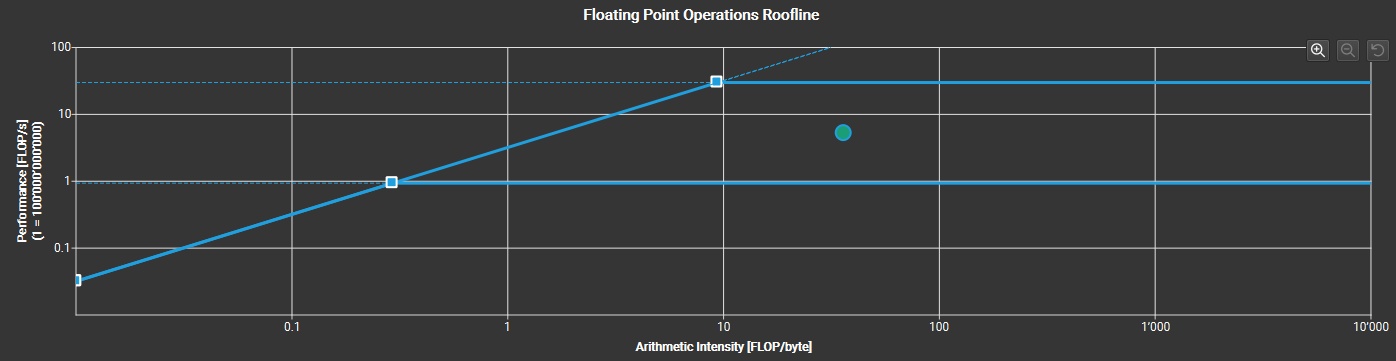 Floating Point Operations Roofline
100
10
1
0.1
Performance [FLOP/s]
(1 = 100'000'000'000)
0.1
1
10
100
1'000
10'000
Arithmetic Intensity [FLOP/byte]